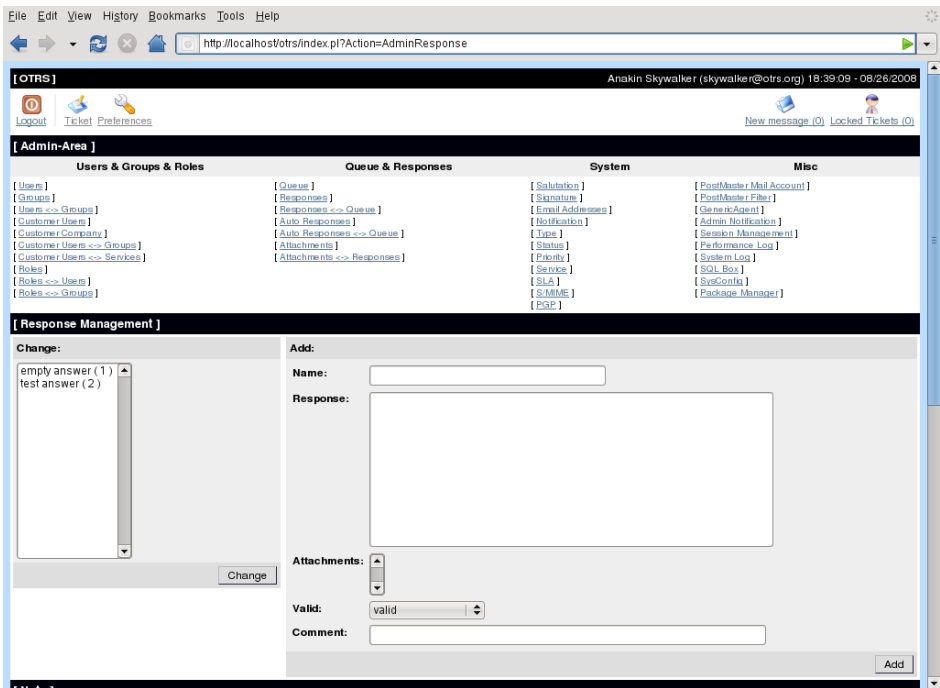 File Edit View History Bookmarks Tools Help
http://localhost/otrs/index.pl?Action=AdminResponse
[ OTRS ] Anakin Skywalker (skywalker@otrs.org) 18:39:09 - 08/26/2008
Logout Ticket Preferences New message (0) Locked Tickets (0)
[ Admin-Area ]
Users & Groups & Roles Queue & Responses System Misc
[ Users ] [ Queue ] [ Salutation ] [ PostMaster Mail Account ]
[ Groups ] [ Responses ] [ Signature ] [ PostMaster Filter ]
[ Users <-> Groups ] [ Responses <-> Queue ] [ Email Addresses ] [ GenericAgent ]
[ Customer Users ] [ Auto Responses ] [ Notification ] [ Admin Notification ]
[ Customer Company ] [ Auto Responses <-> Queue ] [ Type ] [ Session Management ]
[ Customer Users <-> Groups ] [ Attachments ] [ Status ] [ Performance Log ]
[ Customer Users <-> Services ] [ Attachments <-> Responses ] [ Priority ] [ System Log ]
[ Roles ] [ Service ] [ SQL Box ]
[ Roles <-> Users ] [ SLA ] [ SysConfig ]
[ Roles <-> Groups ] [ S/MIME ] [ Package Manager ]
[ PGP ]
[ Response Management ]
Change: Add:
empty answer ( 1 )
test answer ( 2 )
Name:
Response:
Attachments:
Change
Valid: valid
Comment:
Add